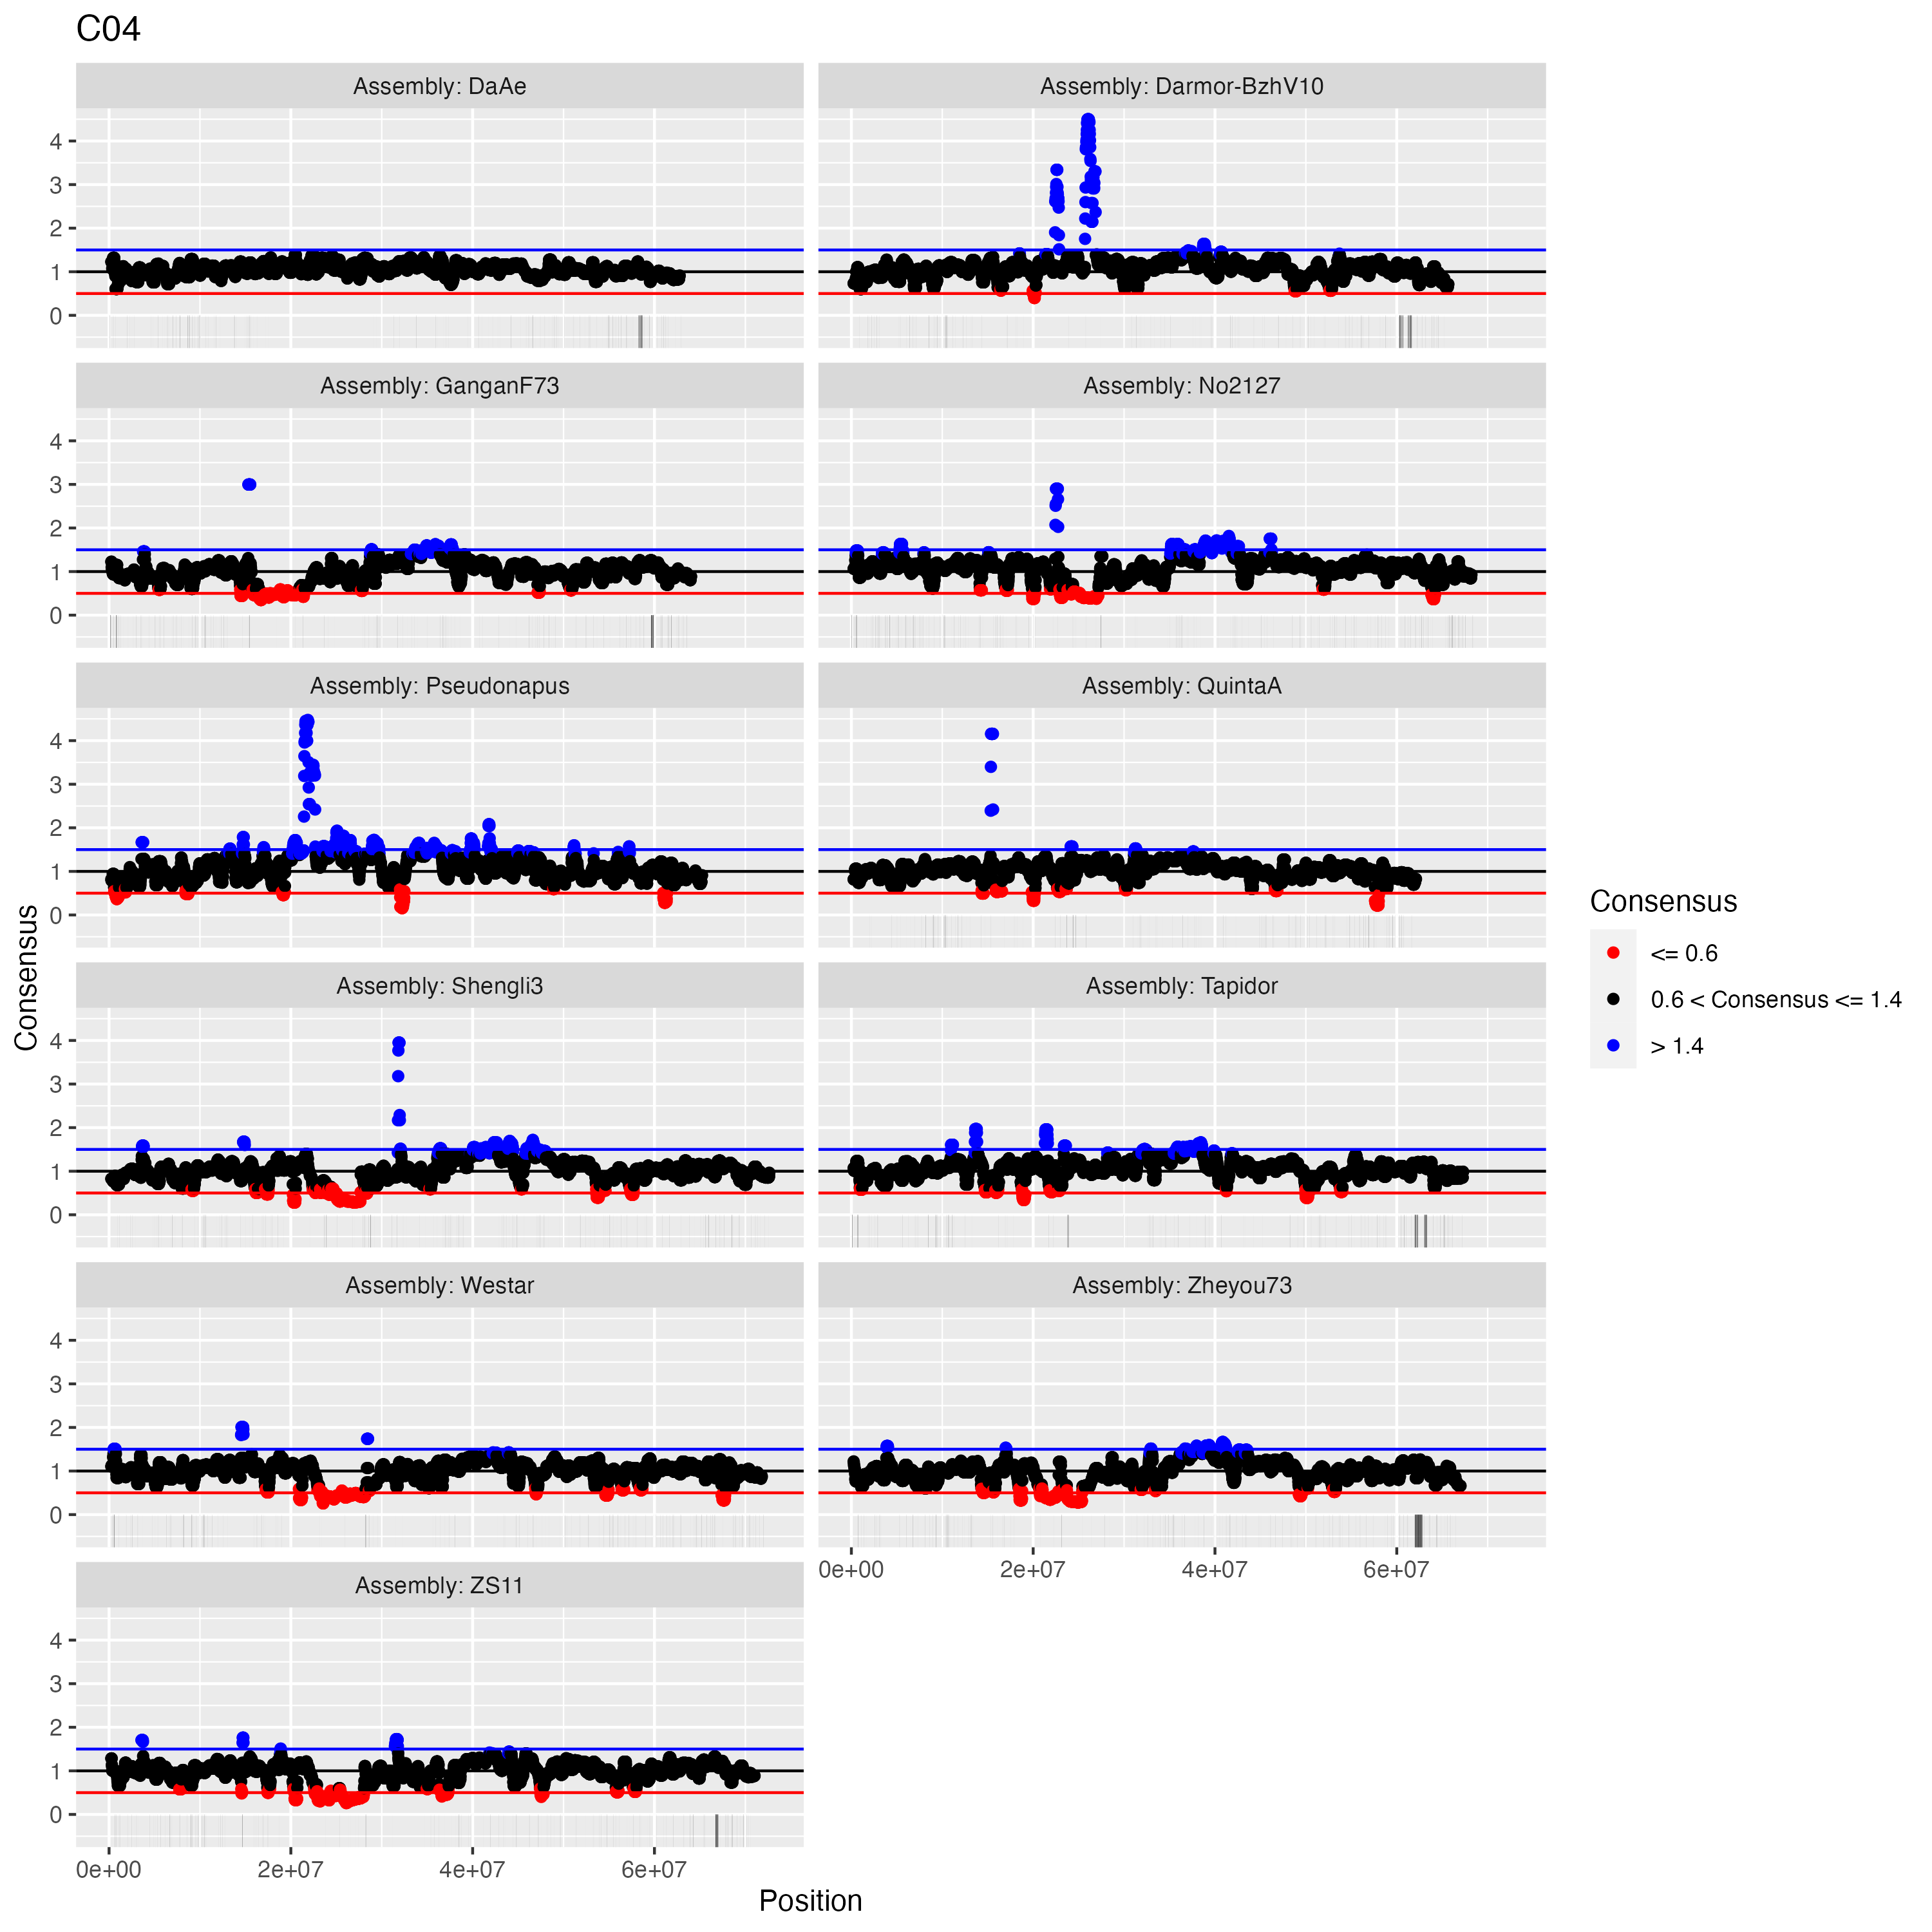 C04
Assembly: DaAe
Assembly: Darmor-BzhV10
4
3
2
1
0
Assembly: GanganF73
Assembly: No2127
4
3
2
1
0
Assembly: Pseudonapus
Assembly: QuintaA
4
3
2
1
0
Assembly: Shengli3
Assembly: Tapidor
4
3
2
1
0
Assembly: Westar
Assembly: Zheyou73
4
3
2
1
0
0e+00 2e+07 4e+07 6e+07
Assembly: ZS11
4
3
2
1
0
0e+00 2e+07 4e+07 6e+07
Position
Consensus
Consensus
<= 0.6
0.6 < Consensus <= 1.4
> 1.4